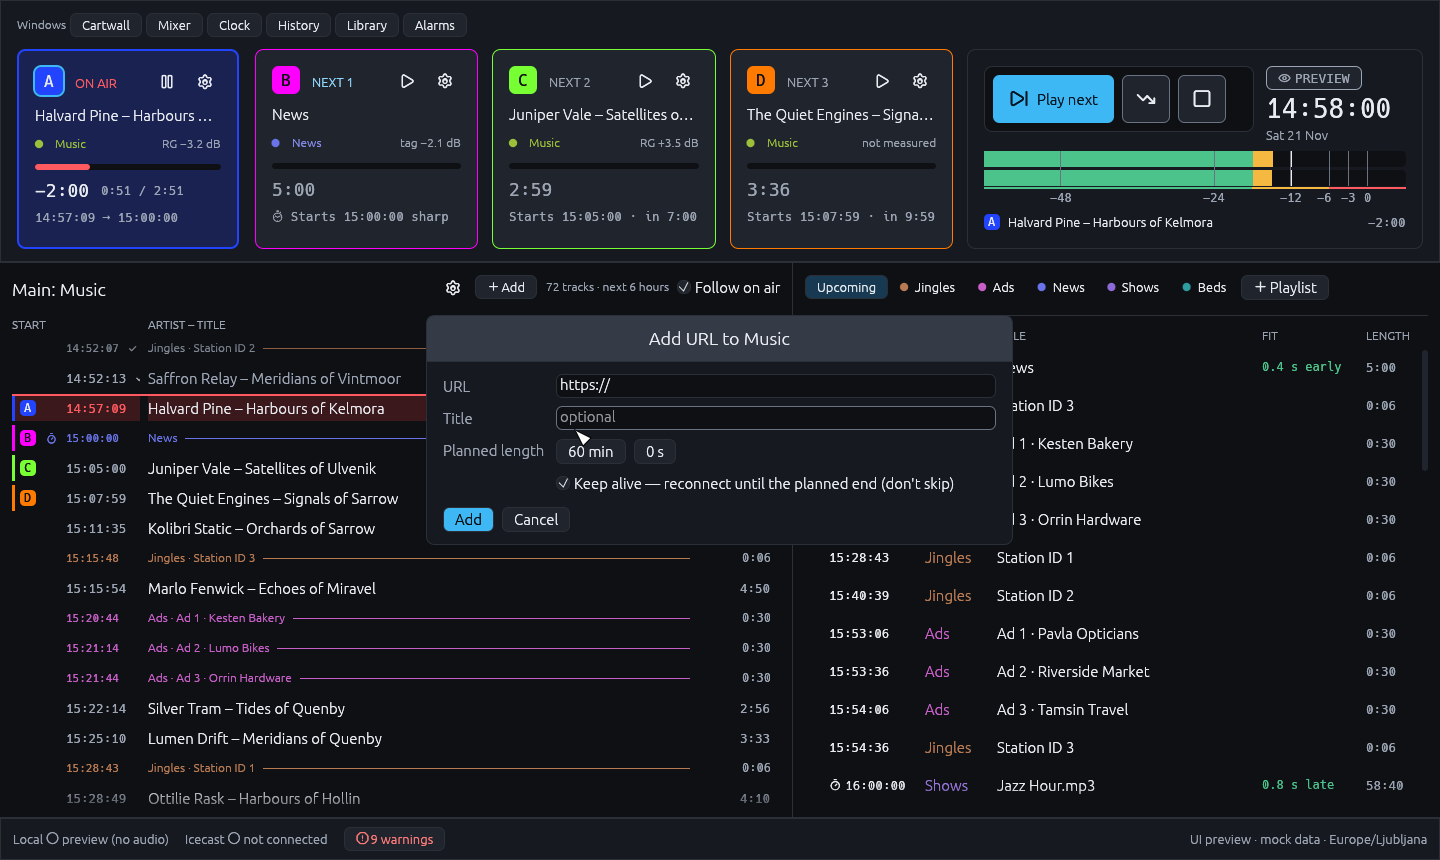 Windows Cartwall Mixer Clock History Library Alarms
A ON AIR
Halvard Pine – Harbours …
Music RG −3.2 dB
−2:00 0:51 / 2:51
14:57:09 → 15:00:00
B NEXT 1
News
News tag −2.1 dB
5:00
Starts 15:00:00 sharp
C NEXT 2
Juniper Vale – Satellites o…
Music RG +3.5 dB
2:59
Starts 15:05:00 · in 7:00
D NEXT 3
The Quiet Engines – Signa…
Music not measured
3:36
Starts 15:07:59 · in 9:59
Play next
PREVIEW
14:58:00
Sat 21 Nov
−48 −24 −12 −6 −3 0
A Halvard Pine – Harbours of Kelmora −2:00
Main: Music
+ Add 72 tracks · next 6 hours Follow on air
START ARTIST – TITLE
14:52:07 Jingles · Station ID 2
14:52:13 Saffron Relay – Meridians of Vintmoor
A 14:57:09 Halvard Pine – Harbours of Kelmora
B 15:00:00 News
C 15:05:00 Juniper Vale – Satellites of Ulvenik
D 15:07:59 The Quiet Engines – Signals of Sarrow
15:11:35 Kolibri Static – Orchards of Sarrow
15:15:48 Jingles · Station ID 3 0:06
15:15:54 Marlo Fenwick – Echoes of Miravel 4:50
15:20:44 Ads · Ad 1 · Kesten Bakery 0:30
15:21:14 Ads · Ad 2 · Lumo Bikes 0:30
15:21:44 Ads · Ad 3 · Orrin Hardware 0:30
15:22:14 Silver Tram – Tides of Quenby 2:56
15:25:10 Lumen Drift – Meridians of Quenby 3:33
15:28:43 Jingles · Station ID 1 0:06
15:28:49 Ottilie Rask – Harbours of Hollin 4:10
Add URL to Music
URL https://
Title optional
Planned length 60 min 0 s
Keep alive — reconnect until the planned end (don't skip)
Add Cancel
Upcoming Jingles Ads News Shows Beds + Playlist
LE FIT LENGTH
ews 0.4 s early 5:00
ation ID 3 0:06
d 1 · Kesten Bakery 0:30
d 2 · Lumo Bikes 0:30
d 3 · Orrin Hardware 0:30
15:28:43 Jingles Station ID 1 0:06
15:40:39 Jingles Station ID 2 0:06
15:53:06 Ads Ad 1 · Pavla Opticians 0:30
15:53:36 Ads Ad 2 · Riverside Market 0:30
15:54:06 Ads Ad 3 · Tamsin Travel 0:30
15:54:36 Jingles Station ID 3 0:06
16:00:00 Shows Jazz Hour.mp3 0.8 s late 58:40
Local preview (no audio) Icecast not connected 9 warnings
UI preview · mock data · Europe/Ljubljana